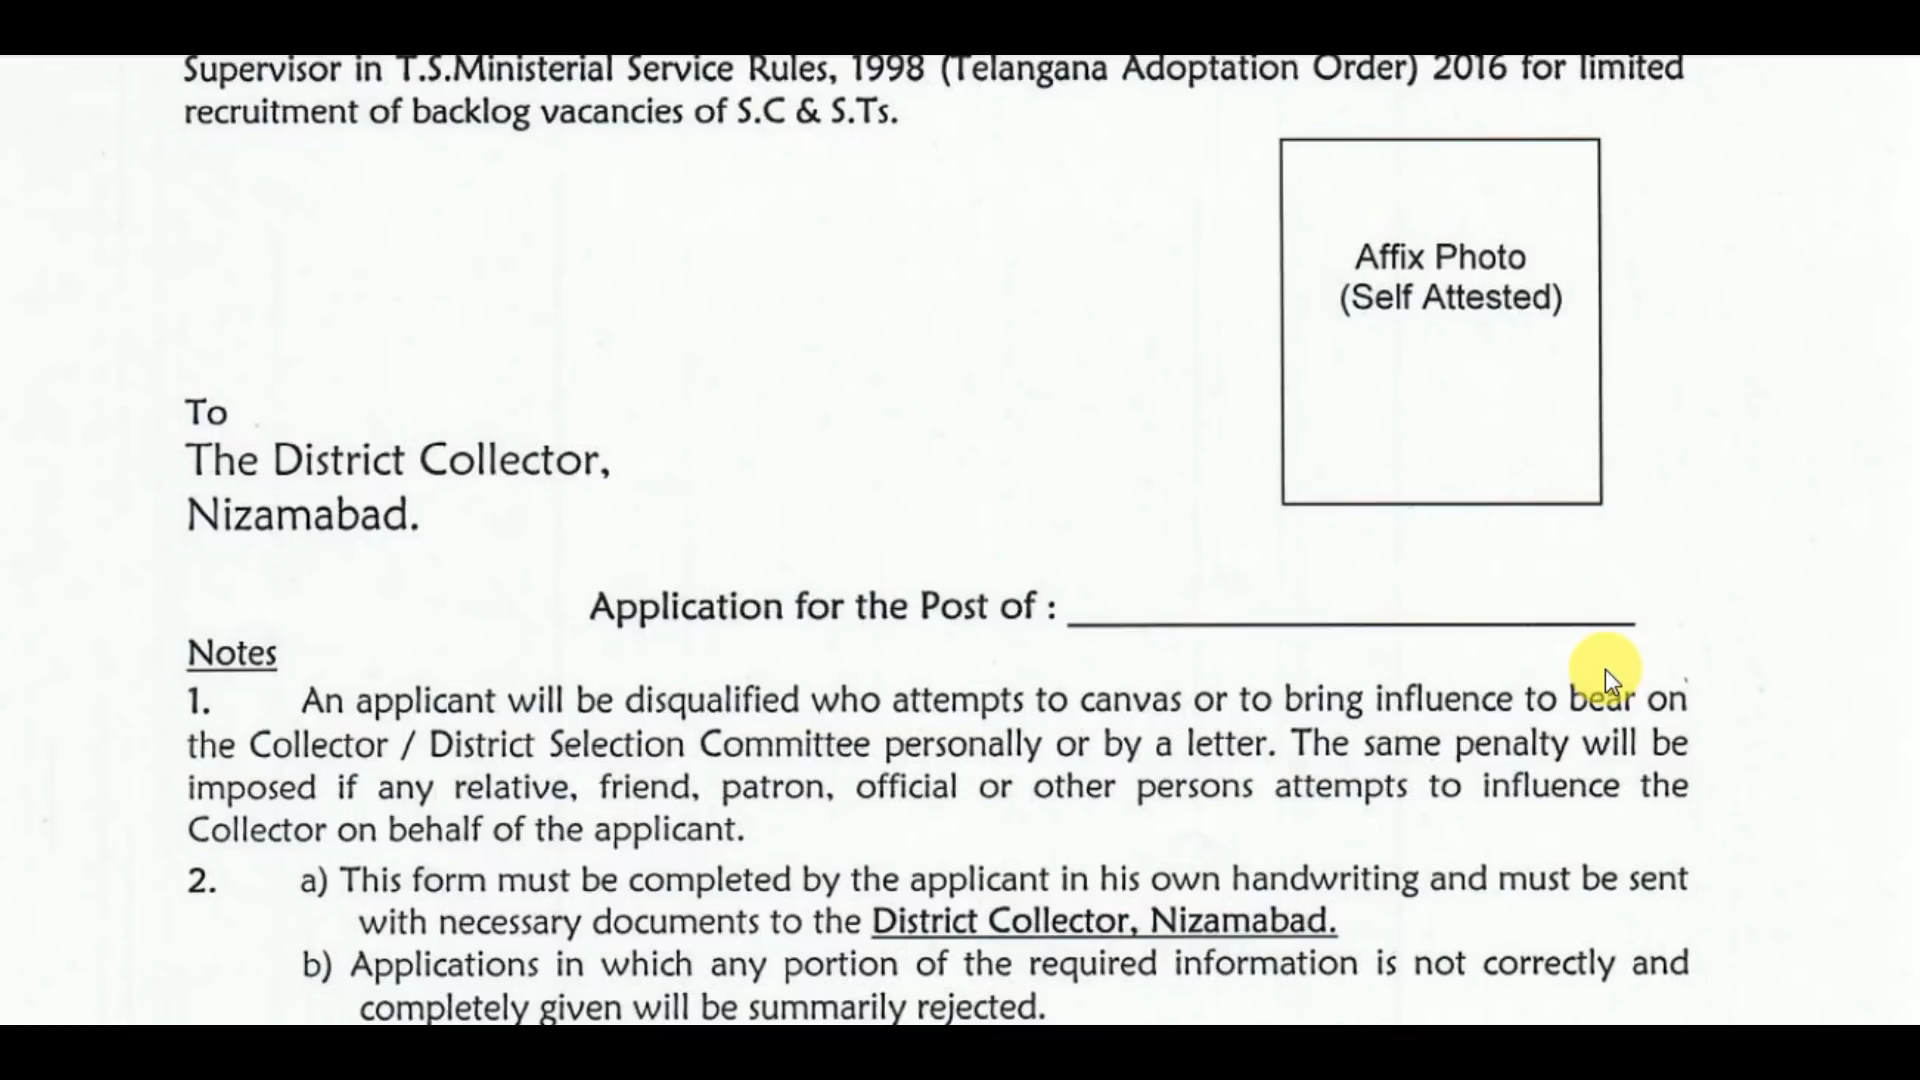 Supervisor in T.S.Ministerial Service Rules, 1998 (Telangana Adoptation Order) 2016 for limited
recruitment of backlog vacancies of S.C & S.Ts.
Affix Photo
(Self Attested)
To
The District Collector,
Nizamabad.
Application for the Post of :
Notes
1. An applicant will be disqualified who attempts to canvas or to bring influence to bear on
the Collector / District Selection Committee personally or by a letter. The same penalty will be
imposed if any relative, friend, patron, official or other persons attempts to influence the
Collector on behalf of the applicant.
2. a) This form must be completed by the applicant in his own handwriting and must be sent
with necessary documents to the District Collector, Nizamabad.
b) Applications in which any portion of the required information is not correctly and
completely given will be summarily rejected.